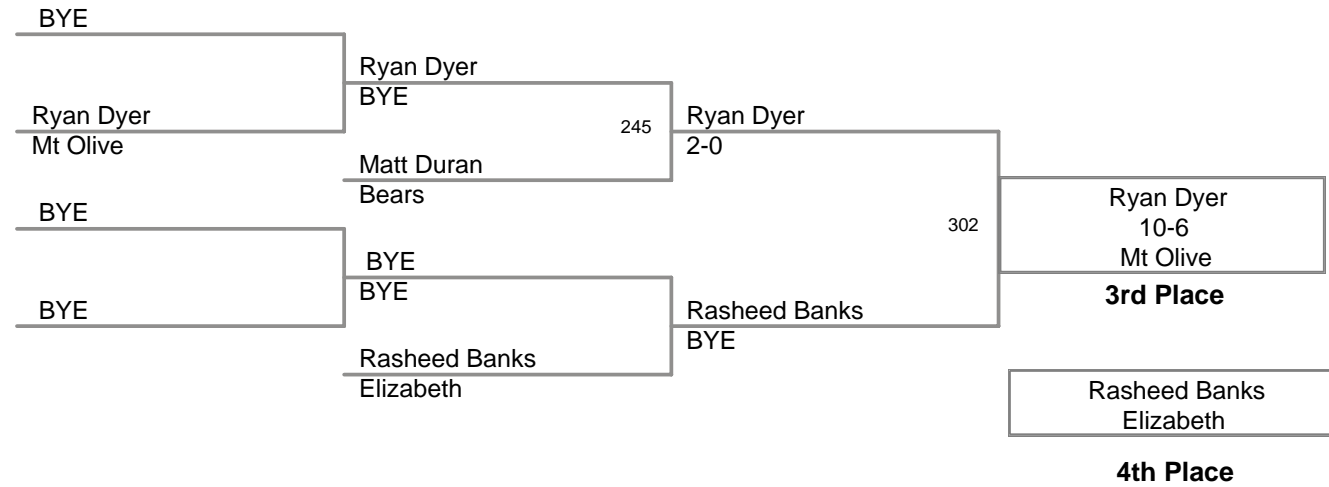 BYE
Ryan Dyer
Mt Olive
BYE
BYE
Ryan Dyer
BYE
Matt Duran
Bears
BYE
BYE
Rasheed Banks
Elizabeth
245
Ryan Dyer
2-0
Rasheed Banks
BYE
302
Ryan Dyer
10-6
Mt Olive
3rd Place
Rasheed Banks
Elizabeth
4th Place